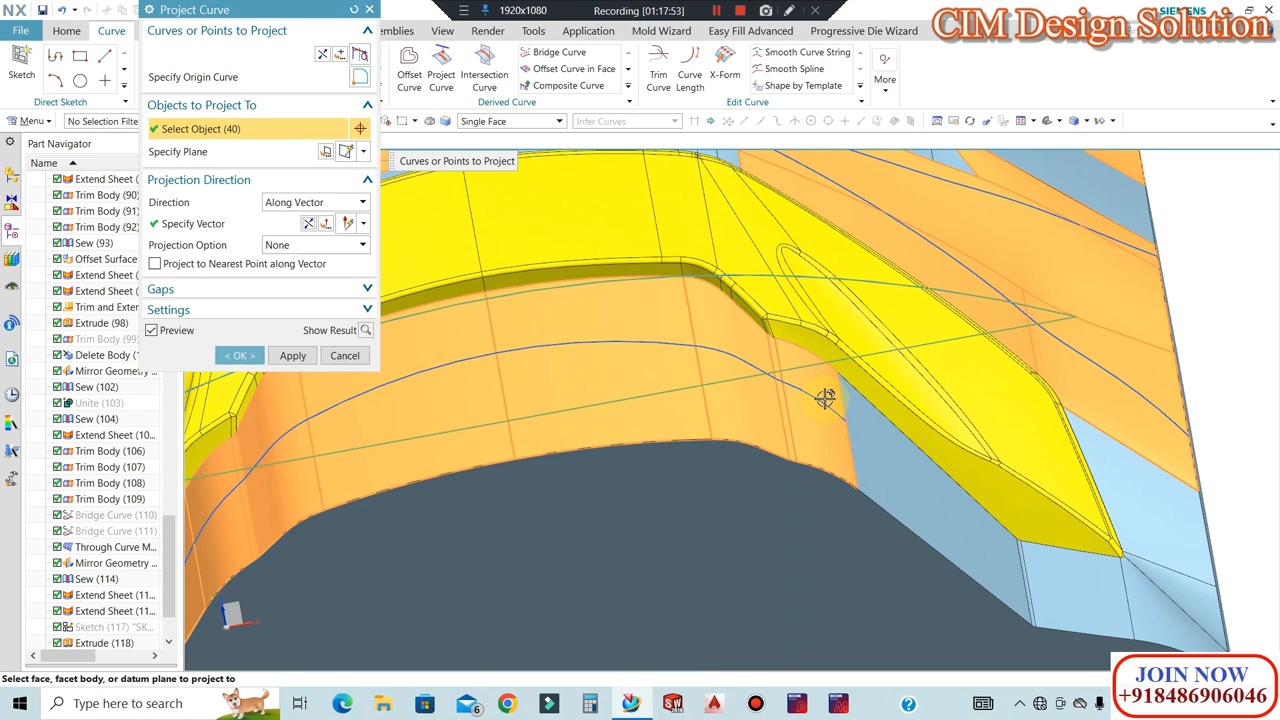 NX
1920x1080
Recording [01:17:53]
SIEMENS
CIM Design Solution
File
Home
Curve
emblies
View
Render
Tools
Application
Mold Wizard
Easy Fill Advanced
Progressive Die Wizard
Sketch
Direct Sketch
Offset Curve
Project Curve
Intersection Curve
Bridge Curve
Offset Curve in Face
Composite Curve
Derived Curve
Trim Curve
Curve Length
X-Form
Smooth Curve String
Smooth Spline
Shape by Template
Edit Curve
More
Menu
No Selection Filte
Single Face
Infer Curves
Project Curve
Curves or Points to Project
Specify Origin Curve
Objects to Project To
Select Object (40)
Specify Plane
Projection Direction
Direction
Along Vector
Specify Vector
Projection Option
None
Project to Nearest Point along Vector
Gaps
Settings
Preview
Show Result
< OK >
Apply
Cancel
Curves or Points to Project
Part Navigator
Name
Extend Sheet (
Trim Body (90)
Trim Body (91)
Trim Body (92)
Sew (93)
Offset Surface
Extend Sheet (
Extend Sheet (
Trim and Exter
Extrude (98)
Trim Body (99)
Delete Body (1
Mirror Geometry
Sew (102)
Unite (103)
Sew (104)
Extend Sheet (10...
Trim Body (106)
Trim Body (107)
Trim Body (108)
Trim Body (109)
Bridge Curve (110)
Bridge Curve (111)
Through Curve M...
Mirror Geometry
Sew (114)
Extend Sheet (11...
Extend Sheet (11...
Sketch (117) "SK...
Extrude (118)
Select face, facet body, or datum plane to project to
JOIN NOW
+918486906046
Type here to search
6